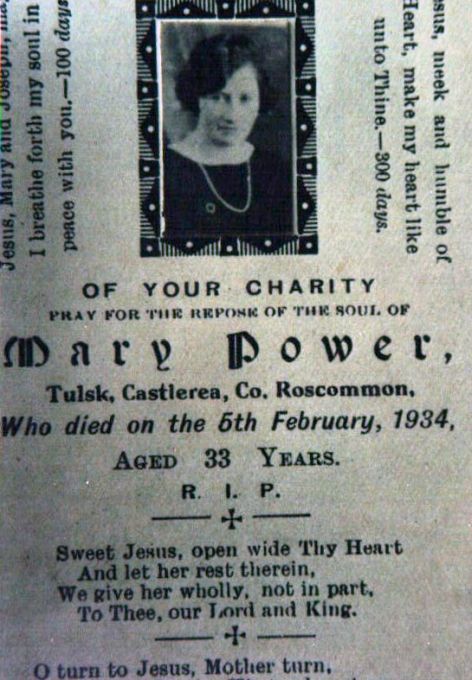 Jesus, Mary and Joseph, may
I breathe forth my soul in
peace with you.—100 days
Jesus, meek and humble of
Heart, make my heart like
unto Thine.—300 days.
OF YOUR CHARITY
PRAY FOR THE REPOSE OF THE SOUL OF
Mary Power,
Tulsk, Castlerea, Co. Roscommon,
Who died on the 5th February, 1934,
AGED 33 YEARS.
R. I. P.
Sweet Jesus, open wide Thy Heart
And let her rest therein,
We give her wholly, not in part,
To Thee, our Lord and King.
O turn to Jesus, Mother turn,